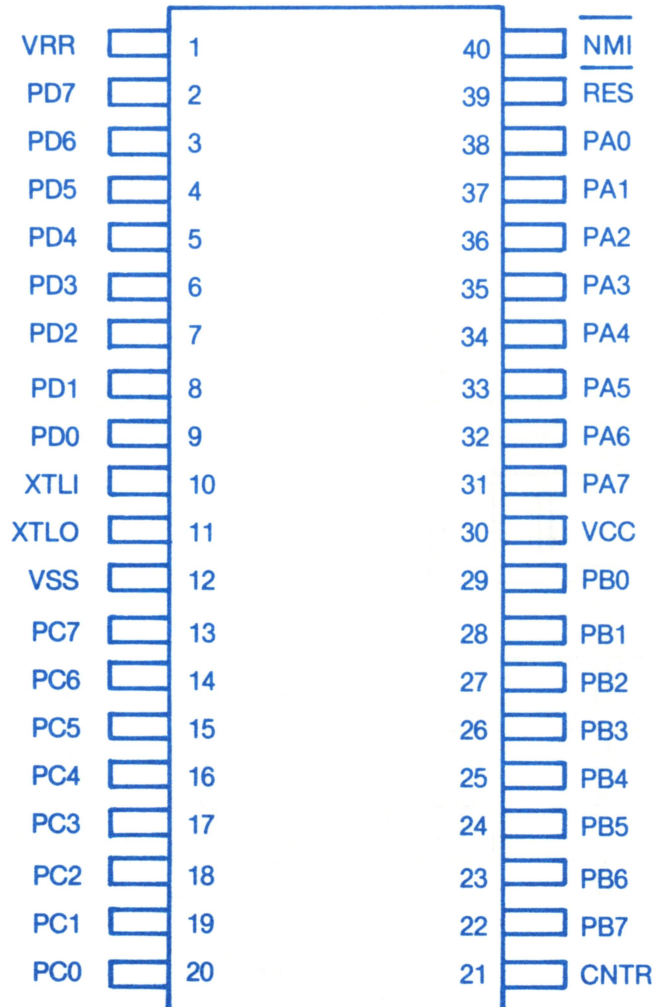 VRR 1 40 N̅M̅I̅
PD7 2 39 R̅E̅S̅
PD6 3 38 PA0
PD5 4 37 PA1
PD4 5 36 PA2
PD3 6 35 PA3
PD2 7 34 PA4
PD1 8 33 PA5
PD0 9 32 PA6
XTLI 10 31 PA7
XTLO 11 30 VCC
VSS 12 29 PB0
PC7 13 28 PB1
PC6 14 27 PB2
PC5 15 26 PB3
PC4 16 25 PB4
PC3 17 24 PB5
PC2 18 23 PB6
PC1 19 22 PB7
PC0 20 21 CNTR